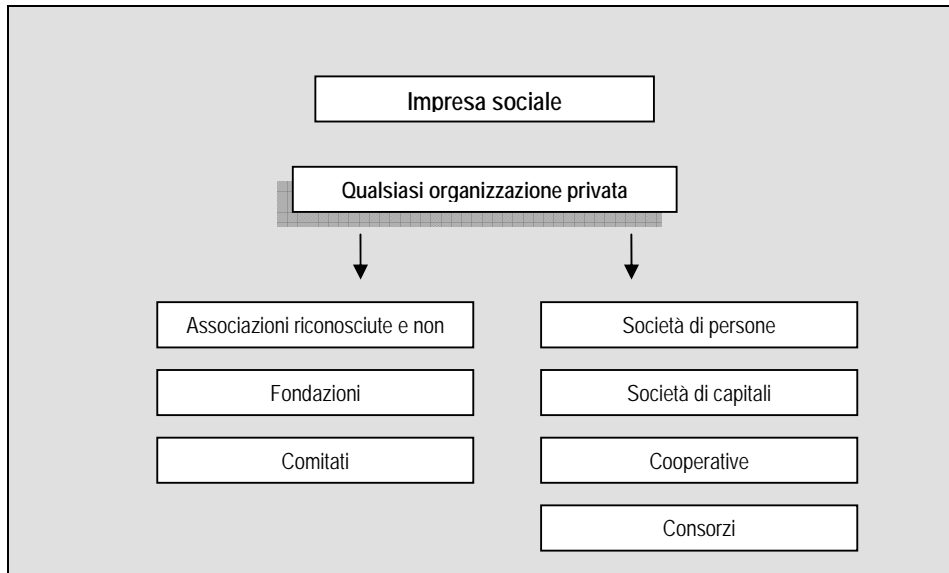 Impresa sociale
Qualsiasi organizzazione privata
Associazioni riconosciute e non
Fondazioni
Comitati
Società di persone
Società di capitali
Cooperative
Consorzi